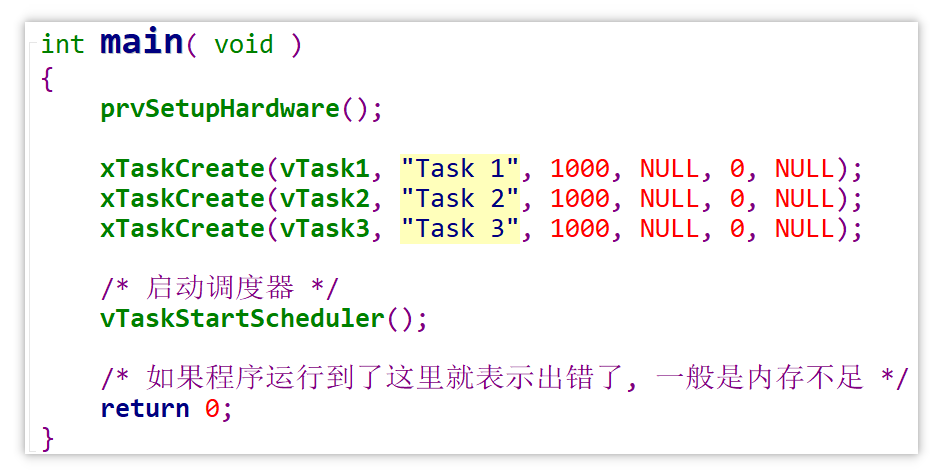 int main( void )
{
prvSetupHardware();
xTaskCreate(vTask1, "Task 1", 1000, NULL, 0, NULL);
xTaskCreate(vTask2, "Task 2", 1000, NULL, 0, NULL);
xTaskCreate(vTask3, "Task 3", 1000, NULL, 0, NULL);
/* 启动调度器 */
vTaskStartScheduler();
/* 如果程序运行到了这里就表示出错了, 一般是内存不足 */
return 0;
}